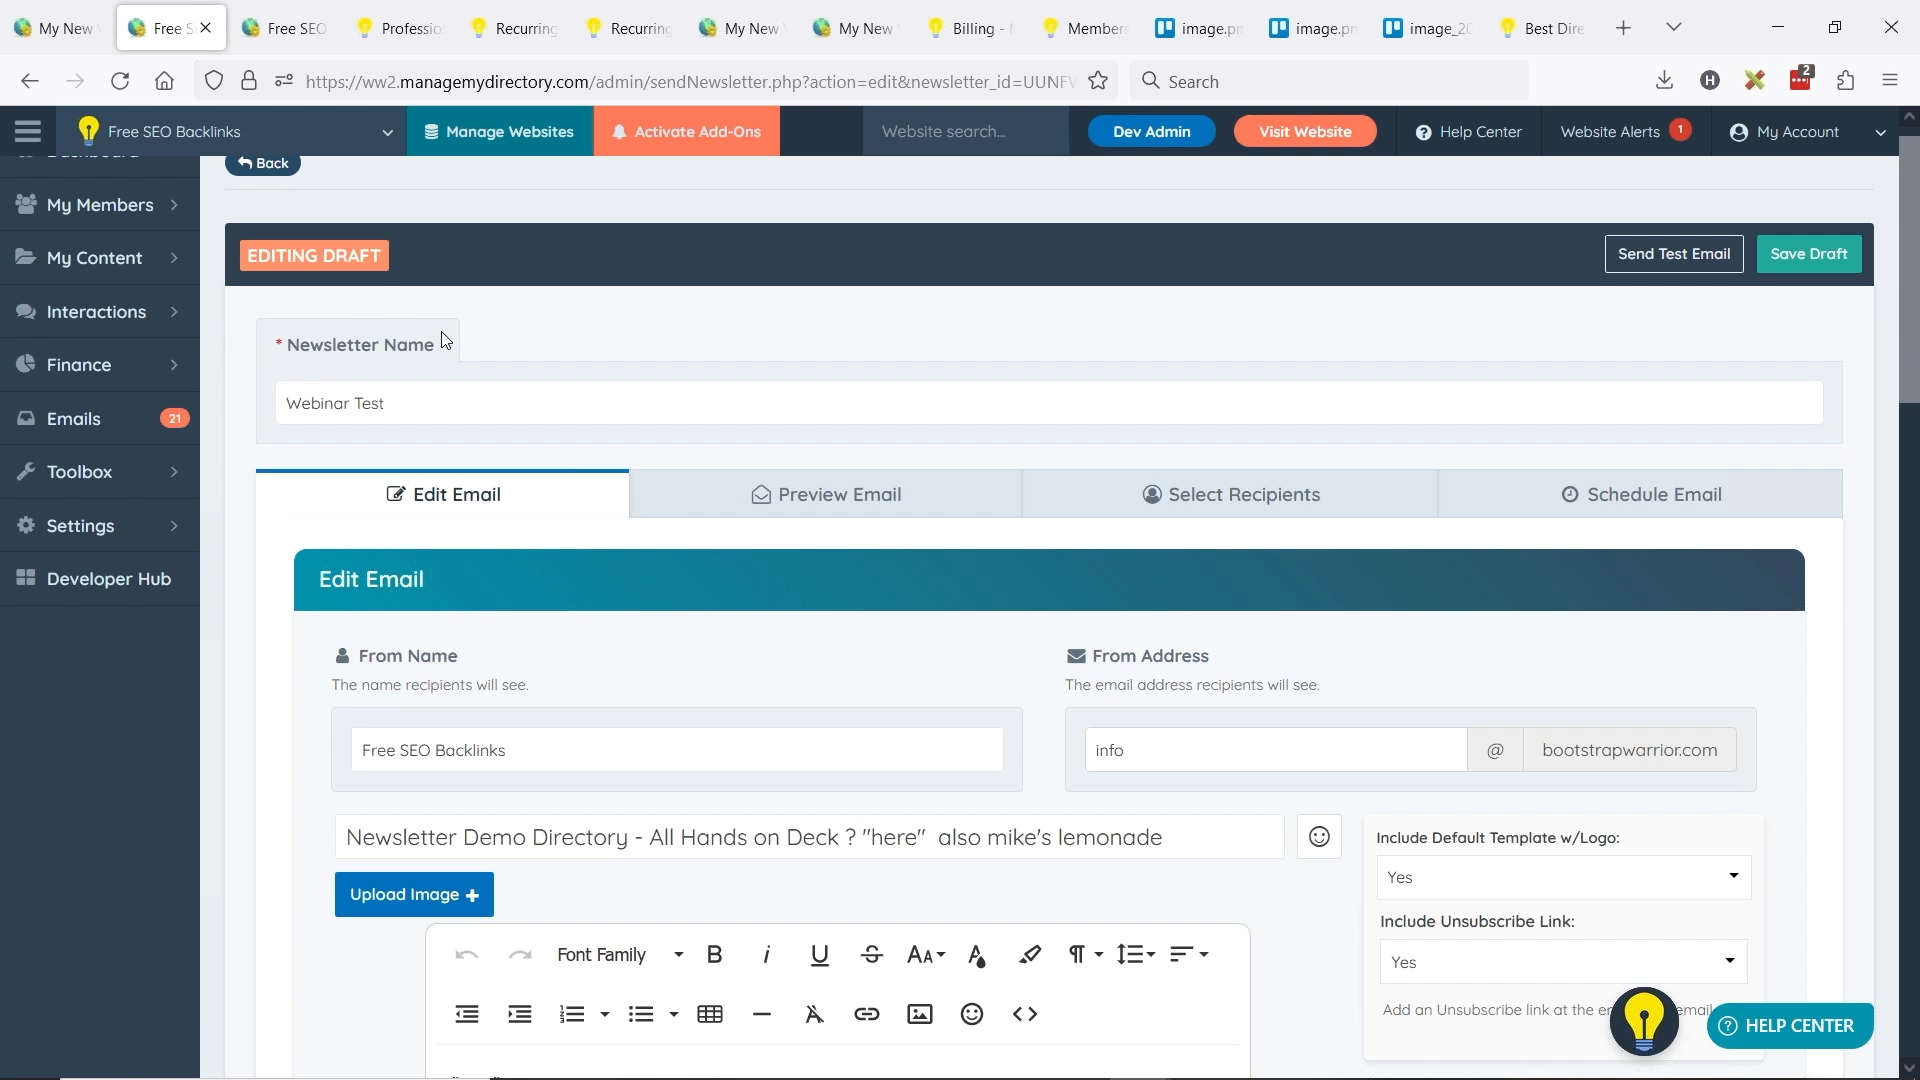 My New
Free S
Free SEO
Professio
Recurring
Recurring
My New
My New
Billing -
Members
image.pn
image.pn
image_20
Best Dire
https://ww2.managemydirectory.com/admin/sendNewsletter.php?action=edit&newsletter_id=UUNFV
Search
2
Free SEO Backlinks
Manage Websites
Activate Add-Ons
Website search...
Dev Admin
Visit Website
Help Center
Website Alerts 1
My Account
Back
My Members
My Content
Interactions
Finance
Emails 21
Toolbox
Settings
Developer Hub
EDITING DRAFT
Send Test Email
Save Draft
* Newsletter Name
Webinar Test
Edit Email
Preview Email
Select Recipients
Schedule Email
Edit Email
From Name
The name recipients will see.
Free SEO Backlinks
From Address
The email address recipients will see.
info @ bootstrapwarrior.com
Newsletter Demo Directory - All Hands on Deck ? "here"  also mike's lemonade
Upload Image
Include Default Template w/Logo:
Yes
Include Unsubscribe Link:
Yes
Add an Unsubscribe link at the
Font Family
HELP CENTER